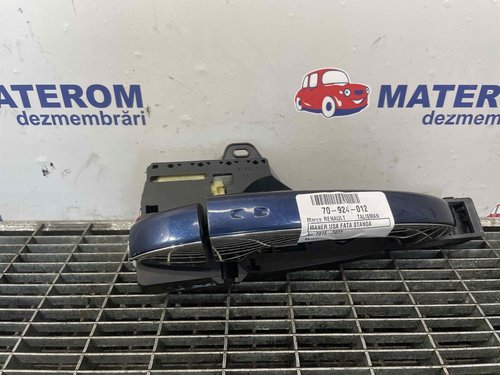 MATEROM
dezmembrări
MATEROM
dezmembrări
70-924-012
Marca RENAULT TALISMAN
MANER USA FATA STANGA